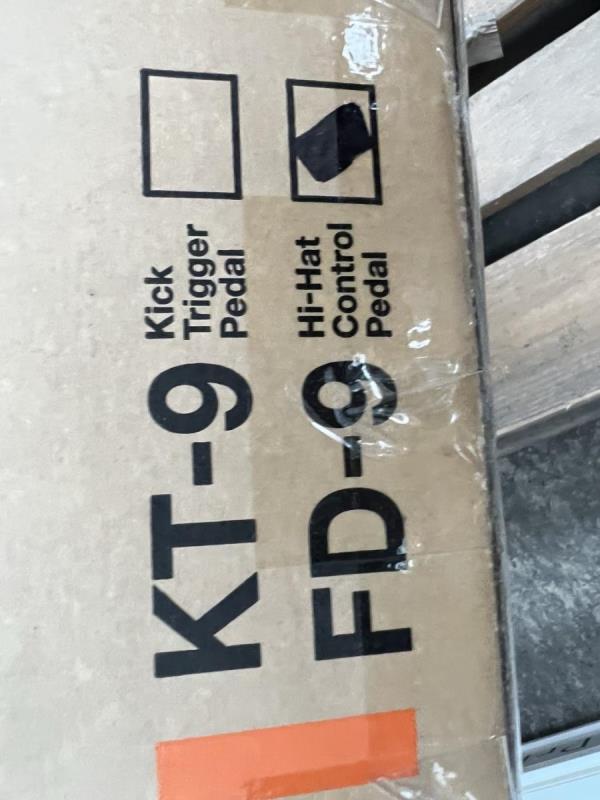 KT-9
Kick
Trigger
Pedal
FD-9
Hi-Hat
Control
Pedal